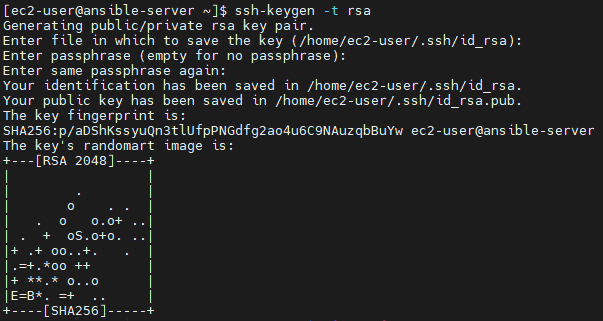 [ec2-user@ansible-server ~]$ ssh-keygen -t rsa
Generating public/private rsa key pair.
Enter file in which to save the key (/home/ec2-user/.ssh/id_rsa):
Enter passphrase (empty for no passphrase):
Enter same passphrase again:
Your identification has been saved in /home/ec2-user/.ssh/id_rsa.
Your public key has been saved in /home/ec2-user/.ssh/id_rsa.pub.
The key fingerprint is:
SHA256:p/aDShKssyuQn3tlUfpPNGdfg2ao4u6C9NAuzqbBuYw ec2-user@ansible-server
The key's randomart image is:
+---[RSA 2048]----+
|                 |
|        .        |
|       o    . .  |
|   .  o   o.o+ ..|
| .  +  oS.o+o. ..|
|+ .+ oo..+.   .  |
|.=+.*oo ++       |
|+ **.* o..o      |
|E=B*. =+  ..     |
+----[SHA256]-----+